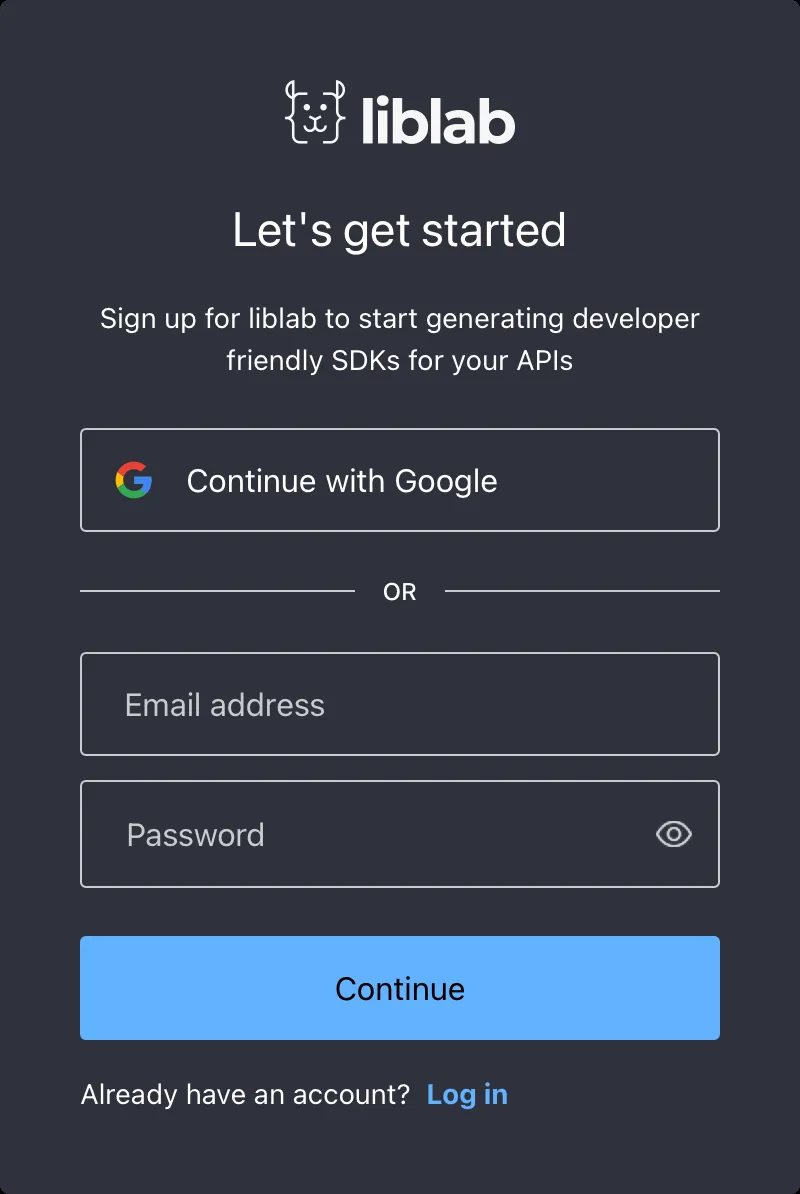 liblab
Let's get started
Sign up for liblab to start generating developer
friendly SDKs for your APIs
Continue with Google
OR
Email address
Password
Continue
Already have an account? Log in